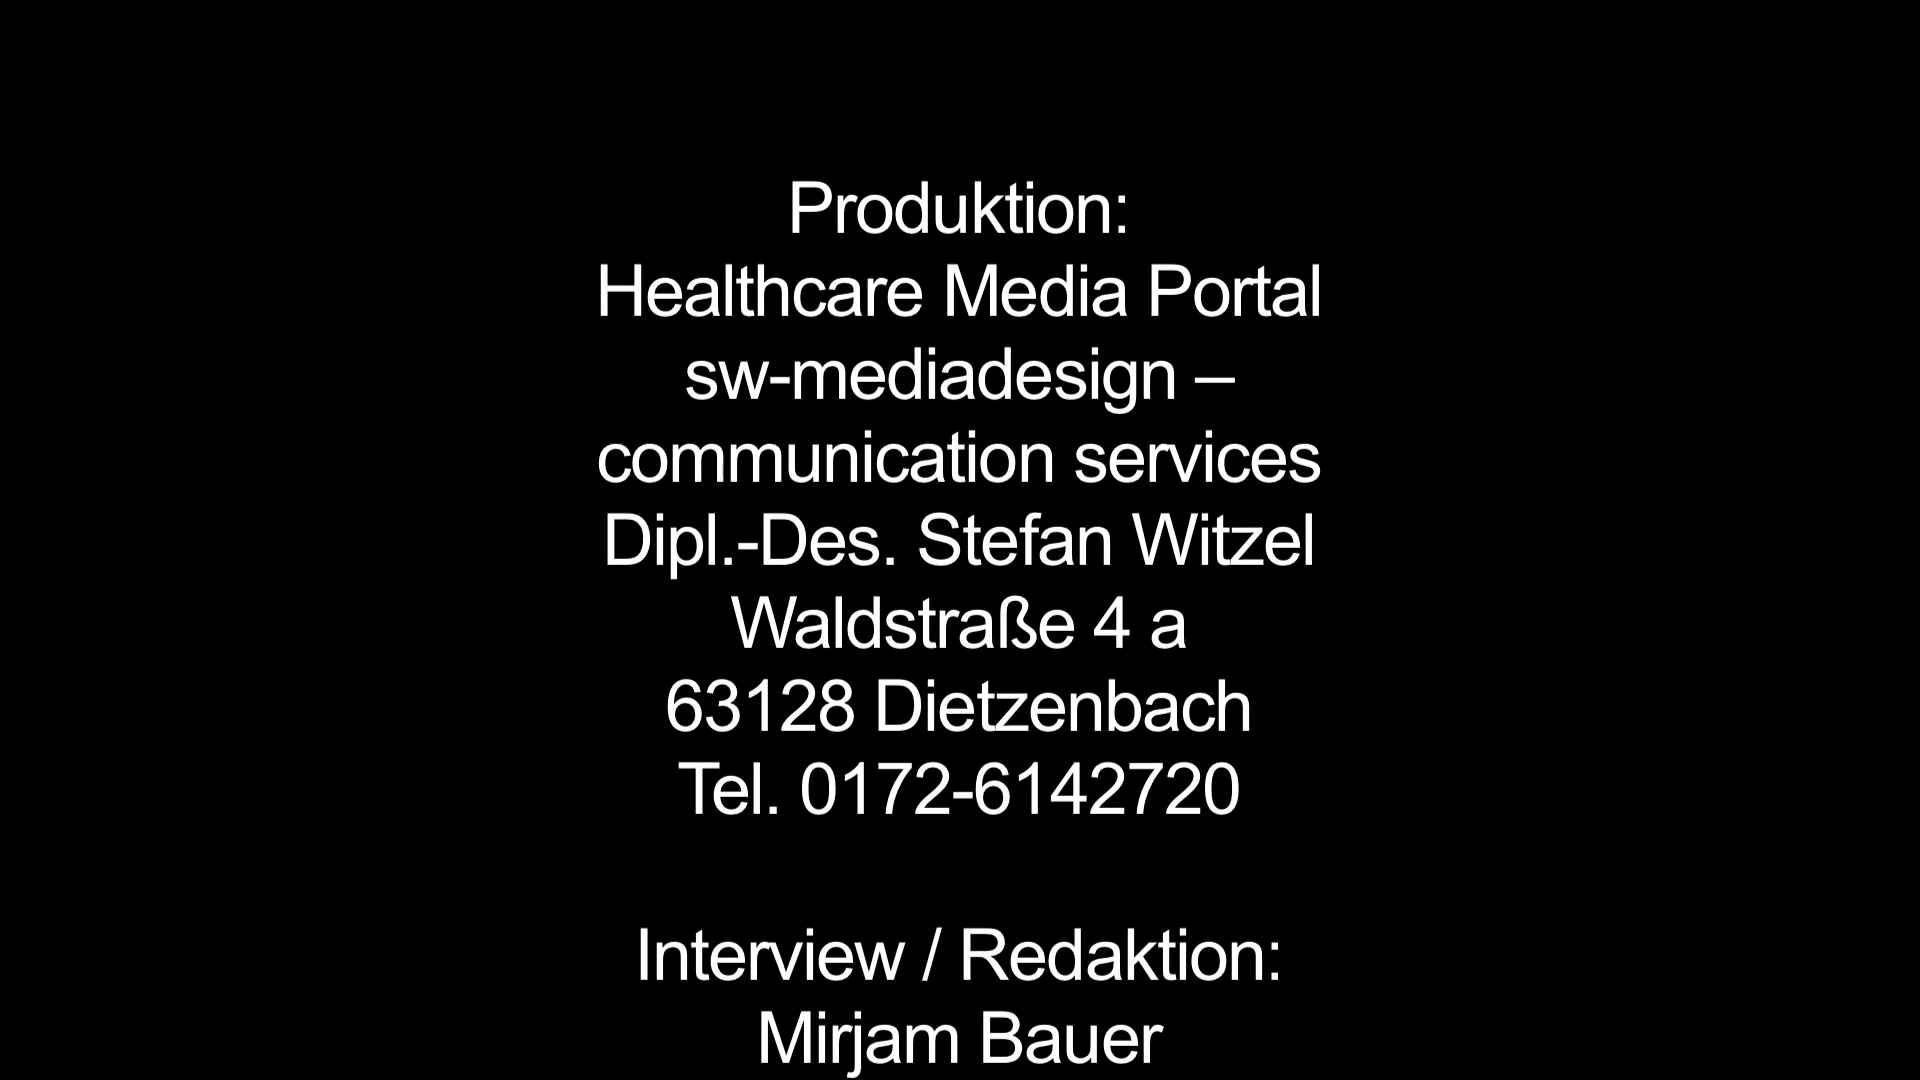 Produktion:
Healthcare Media Portal
sw-mediadesign –
communication services
Dipl.-Des. Stefan Witzel
Waldstraße 4 a
63128 Dietzenbach
Tel. 0172-6142720
Interview / Redaktion:
Mirjam Bauer